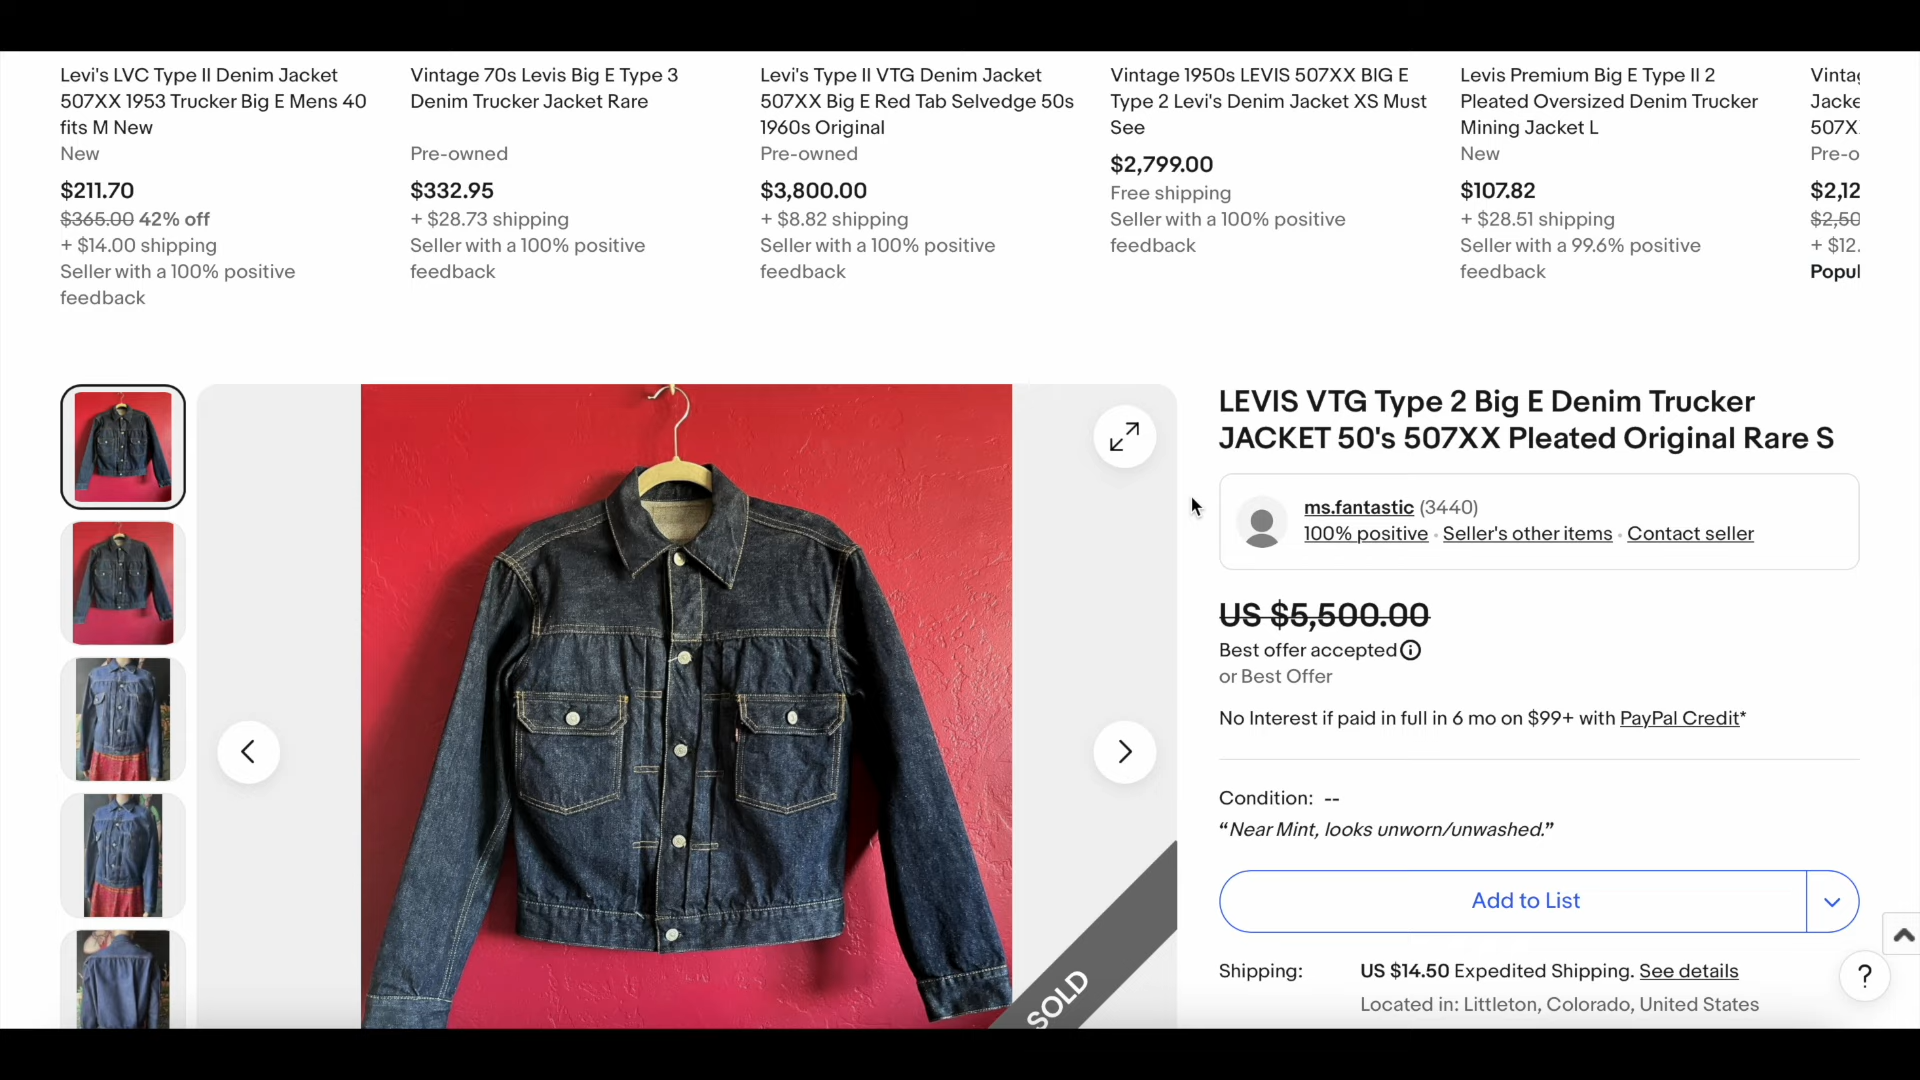 Levi's LVC Type II Denim Jacket
507XX 1953 Trucker Big E Mens 40
fits M New
New
$211.70
$365.00 42% off
+ $14.00 shipping
Seller with a 100% positive
feedback
Vintage 70s Levis Big E Type 3
Denim Trucker Jacket Rare
Pre-owned
$332.95
+ $28.73 shipping
Seller with a 100% positive
feedback
Levi's Type II VTG Denim Jacket
507XX Big E Red Tab Selvedge 50s
1960s Original
Pre-owned
$3,800.00
+ $8.82 shipping
Seller with a 100% positive
feedback
Vintage 1950s LEVIS 507XX BIG E
Type 2 Levi's Denim Jacket XS Must
See
$2,799.00
Free shipping
Seller with a 100% positive
feedback
Levis Premium Big E Type II 2
Pleated Oversized Denim Trucker
Mining Jacket L
New
$107.82
+ $28.51 shipping
Seller with a 99.6% positive
feedback
Vintag
Jacke
507X
Pre-o
$2,12
$2,50
+ $12.
Popul
SOLD
LEVIS VTG Type 2 Big E Denim Trucker
JACKET 50's 507XX Pleated Original Rare S
ms.fantastic (3440)
100% positive · Seller's other items · Contact seller
US $5,500.00
Best offer accepted
or Best Offer
No Interest if paid in full in 6 mo on $99+ with PayPal Credit*
Condition: --
“Near Mint, looks unworn/unwashed.”
Add to List
Shipping: US $14.50 Expedited Shipping. See details
Located in: Littleton, Colorado, United States
?